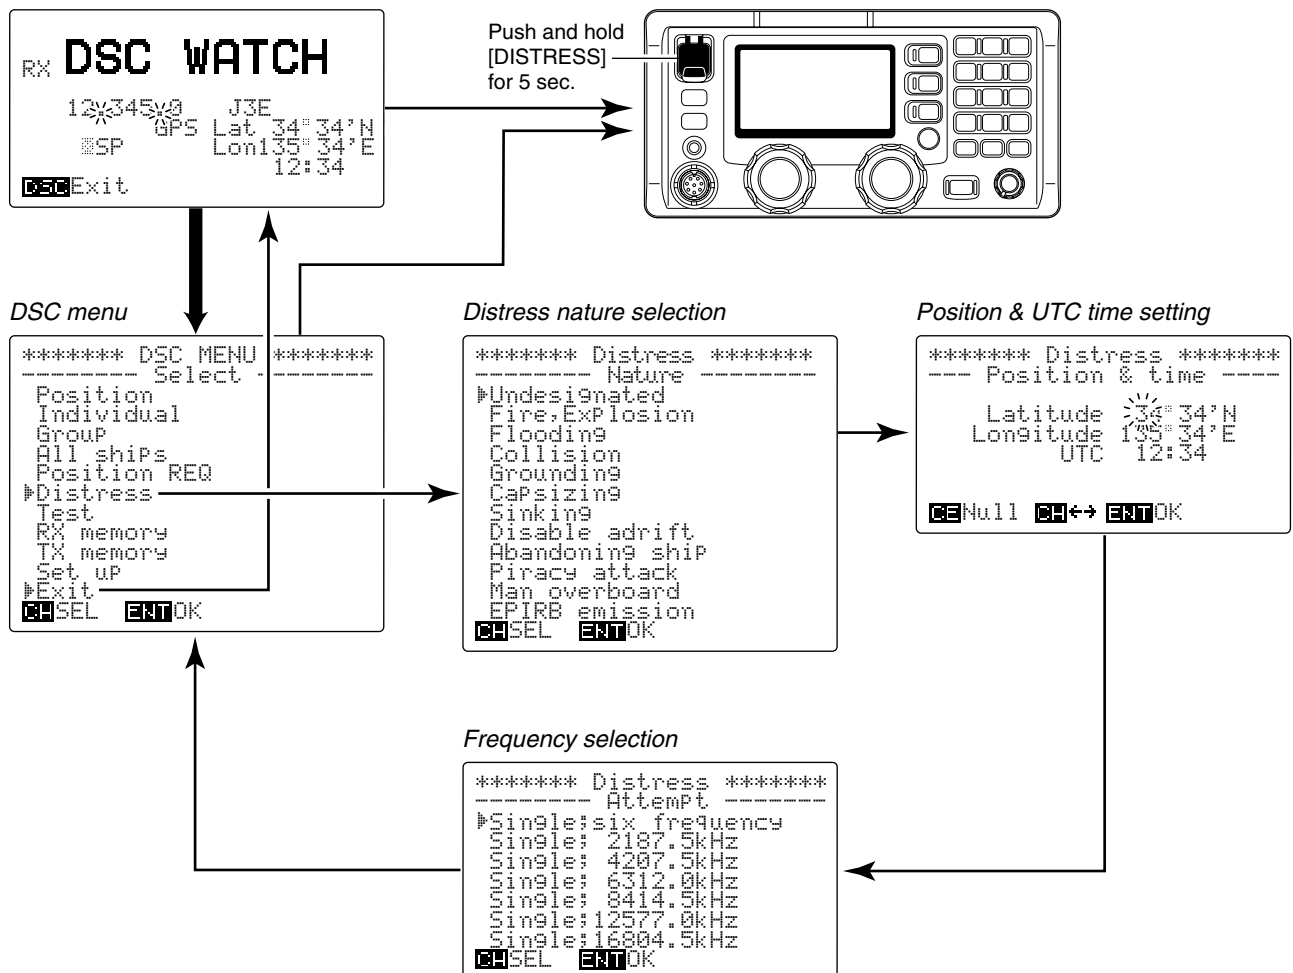 RX DSC WATCH
12.345.0 J3E
GPS Lat 34°34'N
SP Lon135°34'E
12:34
DSC Exit
Push and hold
[DISTRESS]
for 5 sec.
DSC menu
******* DSC MENU *******
-------- Select --------
Position
Individual
Group
All ships
Position REQ
Distress
Test
RX memory
TX memory
Set up
Exit
CH SEL ENT OK
Distress nature selection
******* Distress *******
-------- Nature --------
Undesignated
Fire,Explosion
Flooding
Collision
Grounding
Capsizing
Sinking
Disable adrift
Abandoning ship
Piracy attack
Man overboard
EPIRB emission
CH SEL ENT OK
Position & UTC time setting
******* Distress *******
--- Position & time ----
Latitude 34°34'N
Longitude 135°34'E
UTC 12:34
CE Null CH ←→ ENT OK
Frequency selection
******* Distress *******
-------- Attempt -------
Single;six frequency
Single; 2187.5kHz
Single; 4207.5kHz
Single; 6312.0kHz
Single; 8414.5kHz
Single;12577.0kHz
Single;16804.5kHz
CH SEL ENT OK